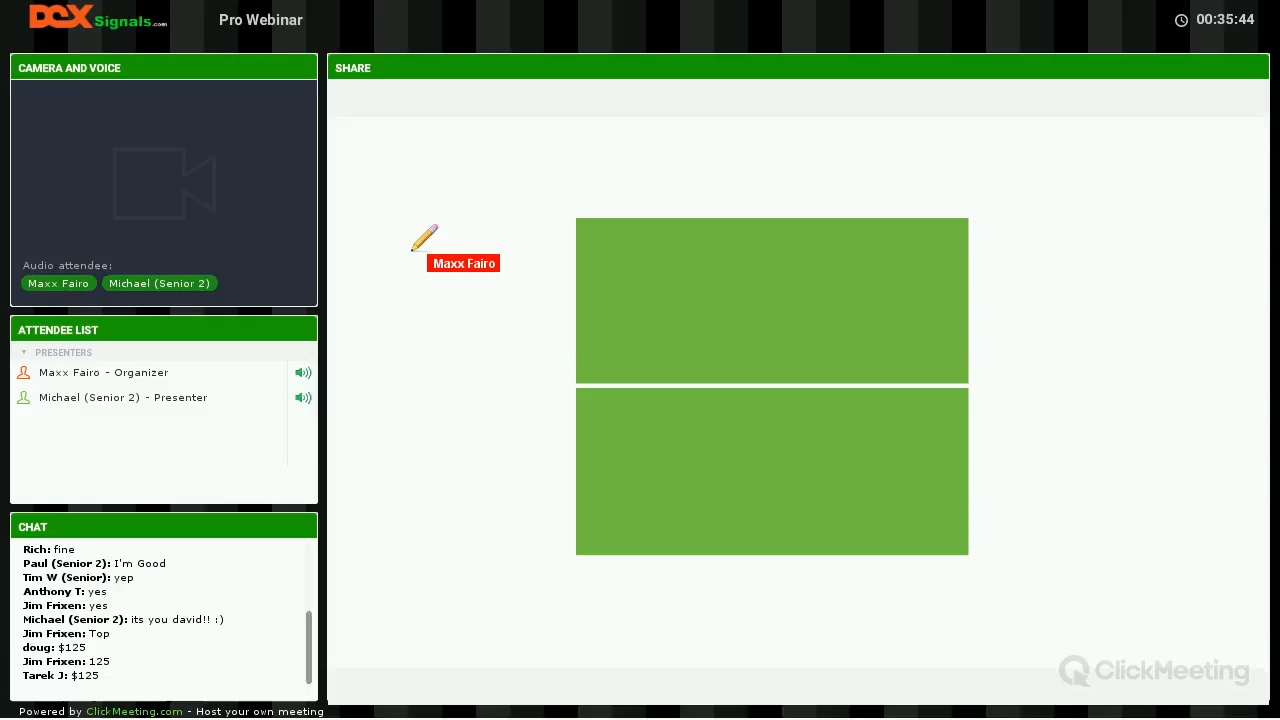 DCX Signals.com
Pro Webinar
00:35:44
CAMERA AND VOICE
Audio attendee:
Maxx Fairo
Michael (Senior 2)
ATTENDEE LIST
PRESENTERS
Maxx Fairo - Organizer
Michael (Senior 2) - Presenter
CHAT
Rich: fine
Paul (Senior 2): I'm Good
Tim W (Senior): yep
Anthony T: yes
Jim Frixen: yes
Michael (Senior 2): its you david!! :)
Jim Frixen: Top
doug: $125
Jim Frixen: 125
Tarek J: $125
Powered by ClickMeeting.com - Host your own meeting
SHARE
Maxx Fairo
ClickMeeting